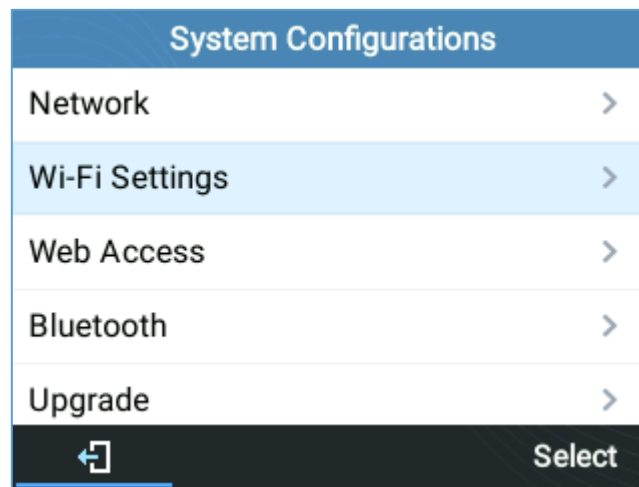 System Configurations
Network
Wi-Fi Settings
Web Access
Bluetooth
Upgrade
Select